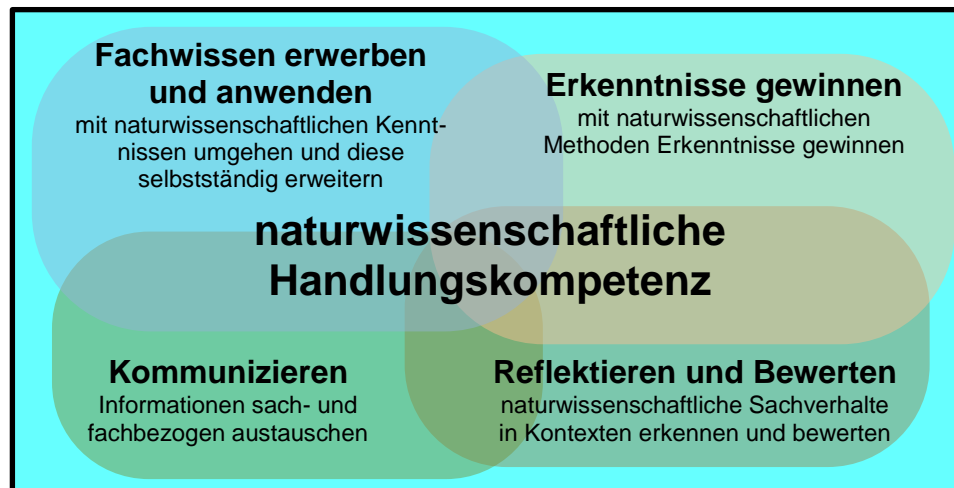 Fachwissen erwerben
und anwenden
mit naturwissenschaftlichen Kennt-
nissen umgehen und diese
selbstständig erweitern
Erkenntnisse gewinnen
mit naturwissenschaftlichen
Methoden Erkenntnisse gewinnen
naturwissenschaftliche
Handlungskompetenz
Kommunizieren
Informationen sach- und
fachbezogen austauschen
Reflektieren und Bewerten
naturwissenschaftliche Sachverhalte
in Kontexten erkennen und bewerten